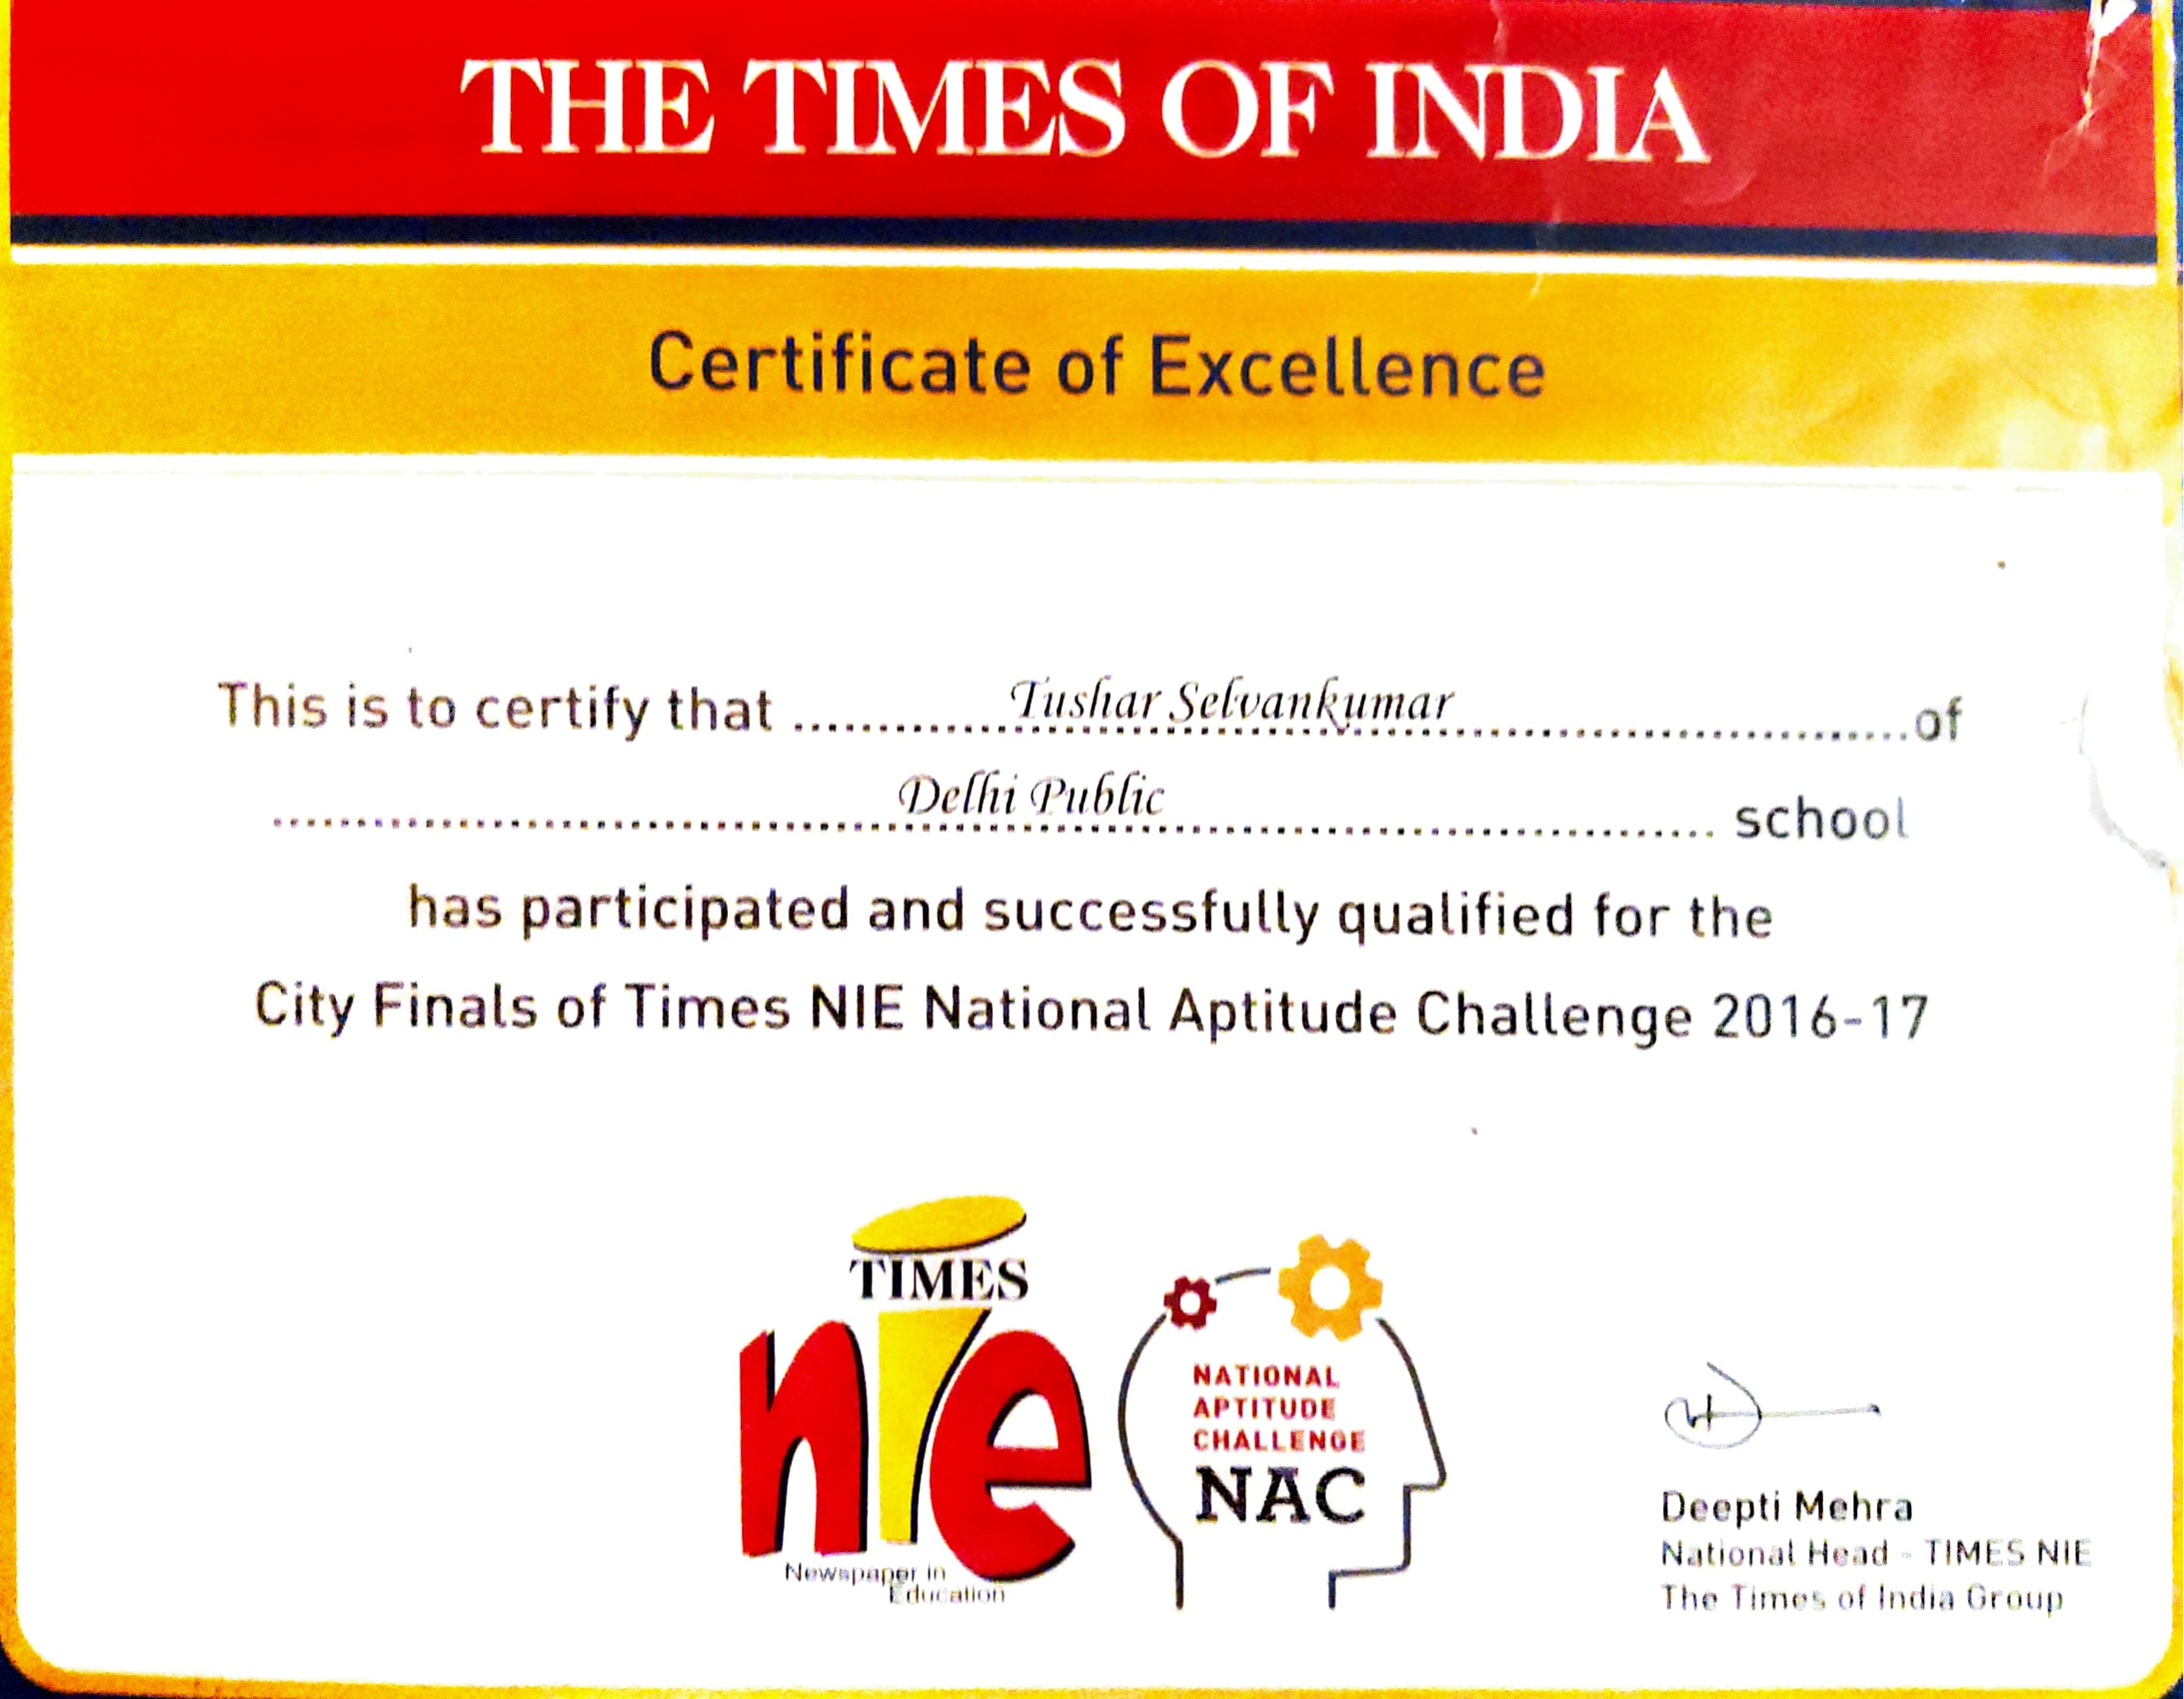 THE TIMES OF INDIA
Certificate of Excellence
This is to certify that ............Tushar Selvankumar............................of
................................Delhi Public................................ school
has participated and successfully qualified for the
City Finals of Times NIE National Aptitude Challenge 2016-17
TIMES
nie
Newspaper in
Education
NATIONAL
APTITUDE
CHALLENGE
NAC
Deepti Mehra
National Head - TIMES NIE
The Times of India Group